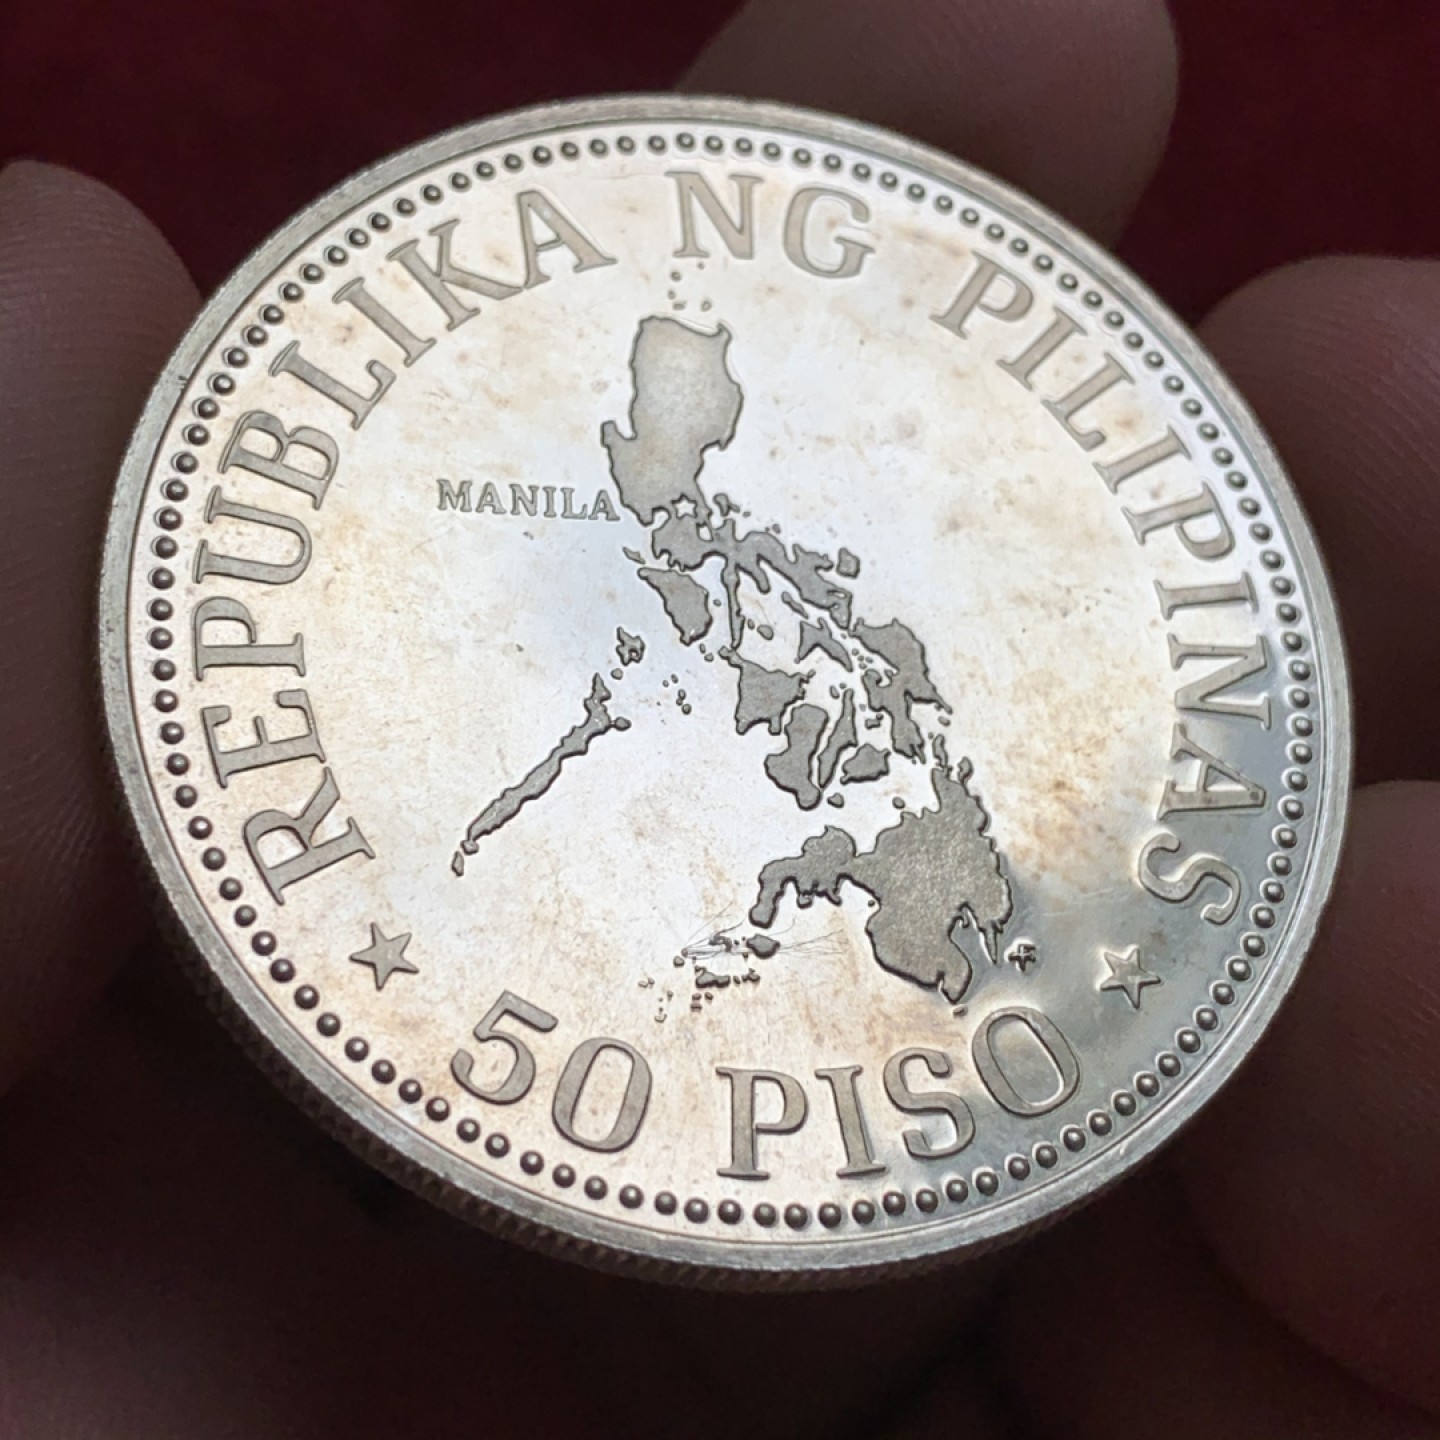 REPUBLIKA NG PILIPINAS
MANILA
50 PISO